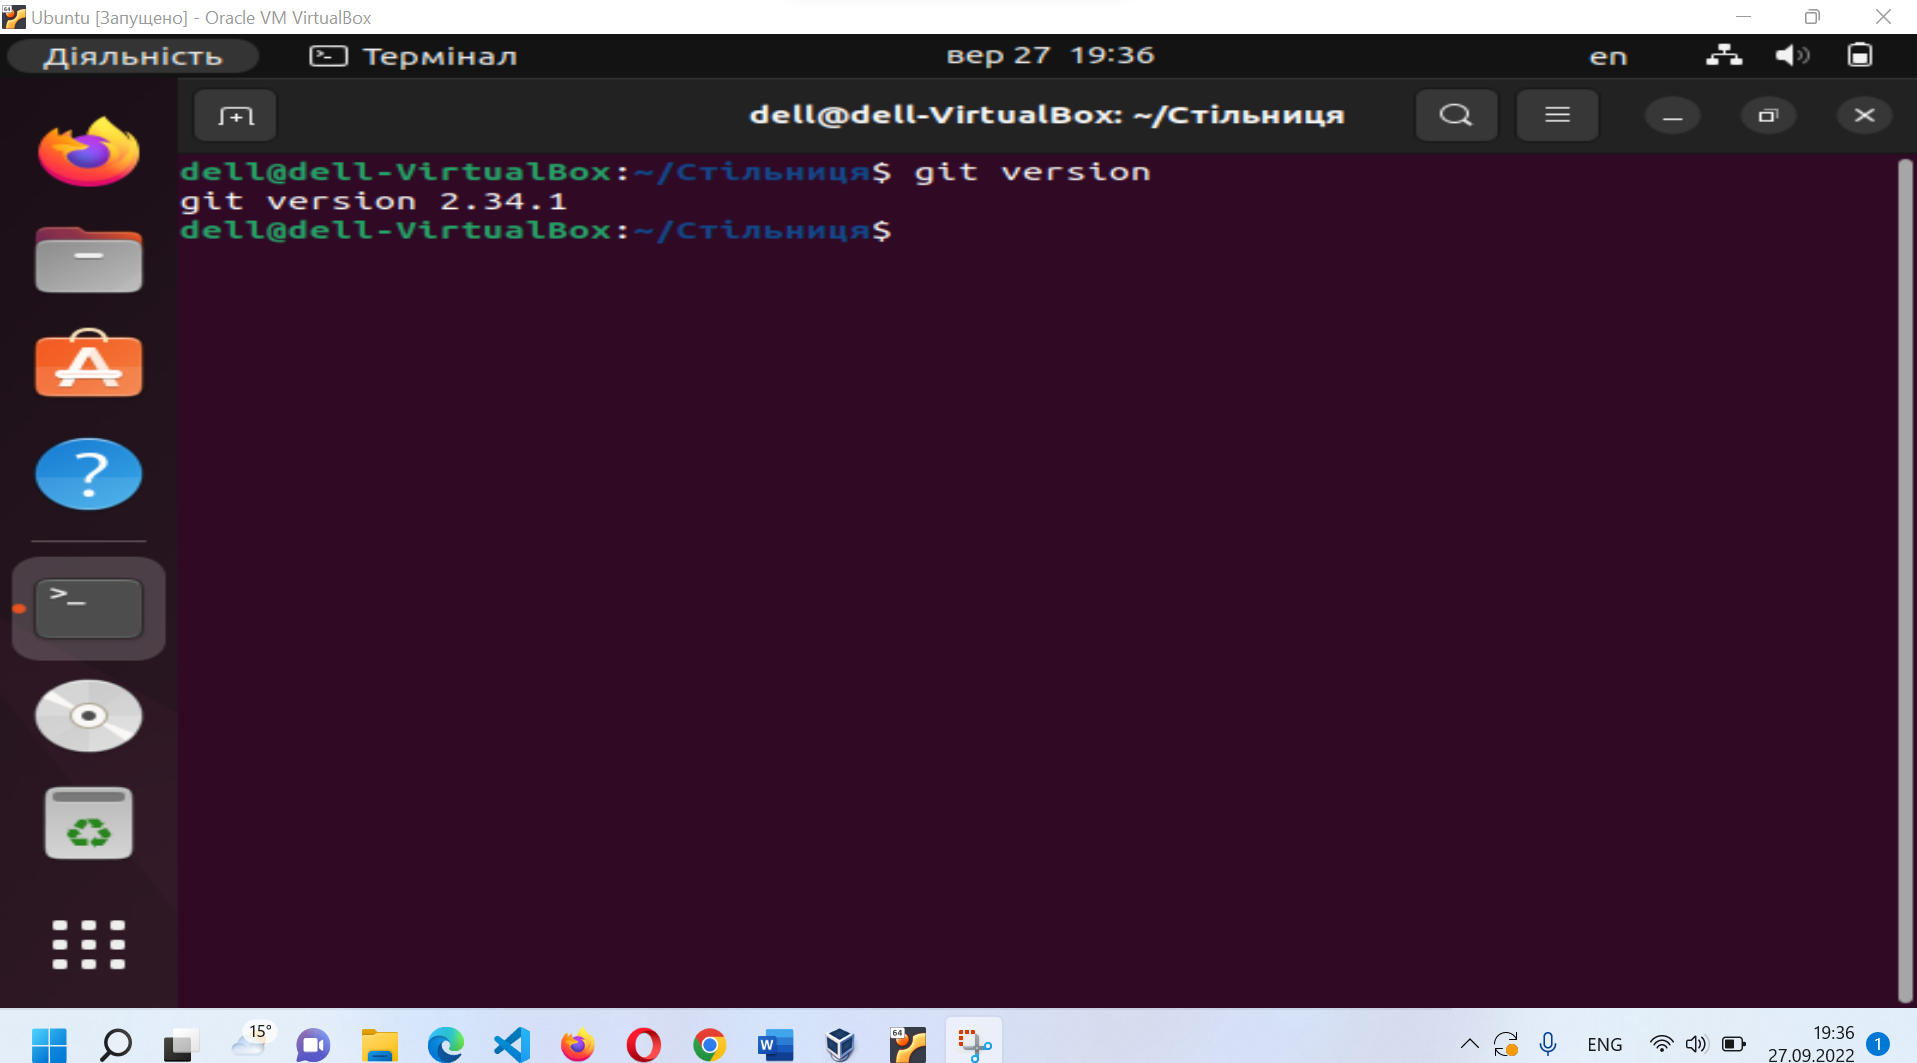 Ubuntu [Запущено] - Oracle VM VirtualBox
Діяльність Термінал вер 27 19:36 en
dell@dell-VirtualBox: ~/Стільниця
dell@dell-VirtualBox:~/Стільниця$ git version
git version 2.34.1
dell@dell-VirtualBox:~/Стільниця$
15°
64
ENG
19:36
27.09.2022
1